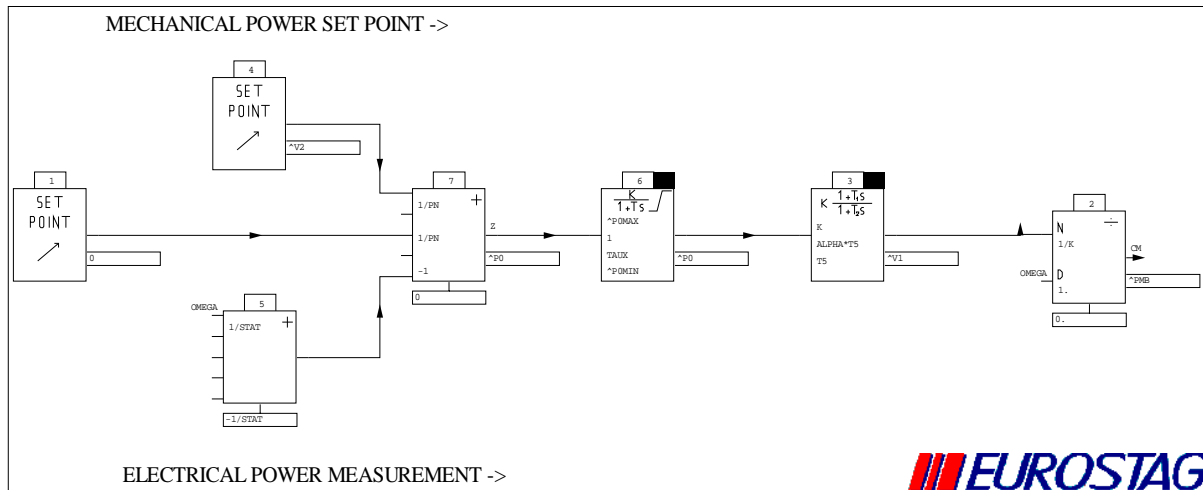 MECHANICAL POWER SET POINT ->
4
SET
POINT
^V2
1
SET
POINT
0
7
+
1/PN
1/PN
-1
Z
^P0
0
5
OMEGA
+
1/STAT
-1/STAT
6
K
1+Ts
^P0MAX
1
TAUX
^P0MIN
^P0
3
K 1+T₁s
1+T₂s
K
ALPHA*T5
T5
^V1
2
N ÷
1/K
CM
OMEGA
D
1.
^PMB
0.
ELECTRICAL POWER MEASUREMENT ->
EUROSTAG